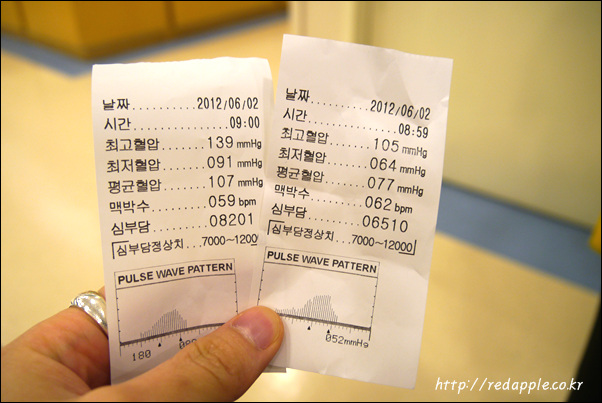 날짜..........2012/06/02
시간..............09:00
최고혈압.......139 mmHg
최저혈압.......091 mmHg
평균혈압.......107 mmHg
맥박수.........059 bpm
심부담..........08201
심부담정상치...7000~1200
PULSE WAVE PATTERN
180
날짜..........2012/06/02
시간..............08:59
최고혈압.......105 mmHg
최저혈압.......064 mmHg
평균혈압.......077 mmHg
맥박수.........062 bpm
심부담..........06510
심부담정상치...7000~12000
PULSE WAVE PATTERN
052mmHg
http://redapple.co.kr